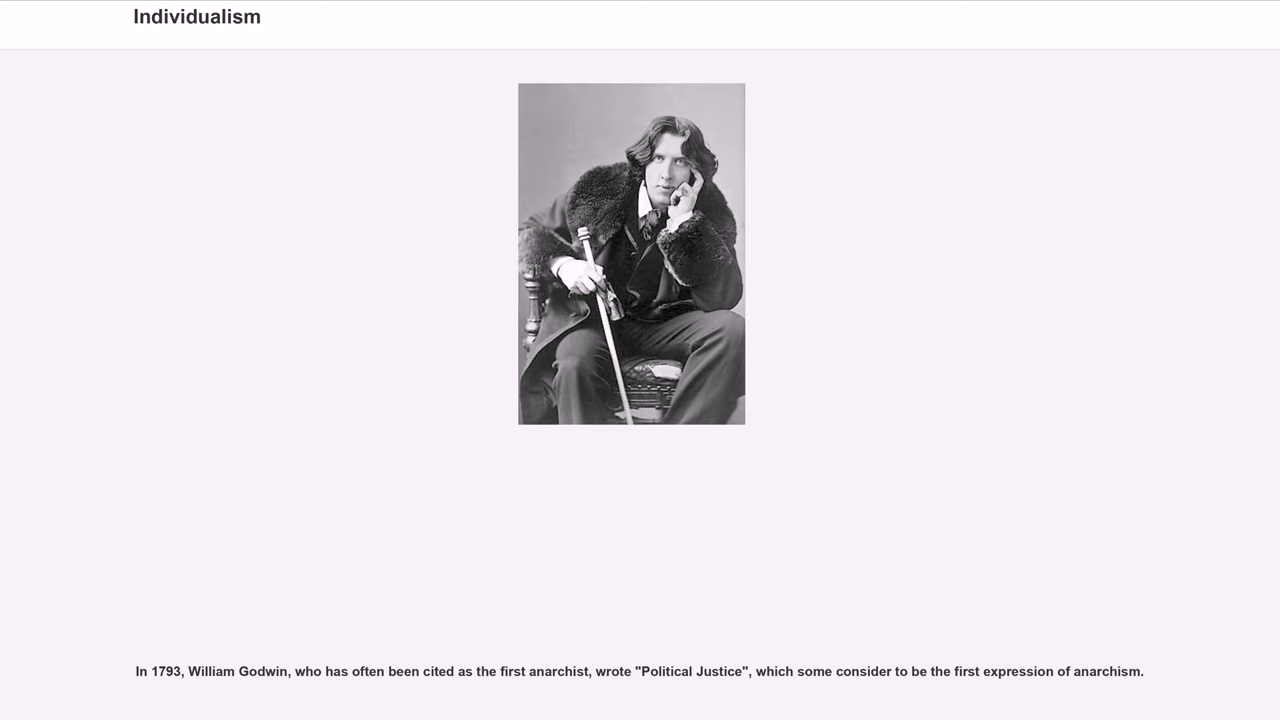 Individualism
In 1793, William Godwin, who has often been cited as the first anarchist, wrote "Political Justice", which some consider to be the first expression of anarchism.